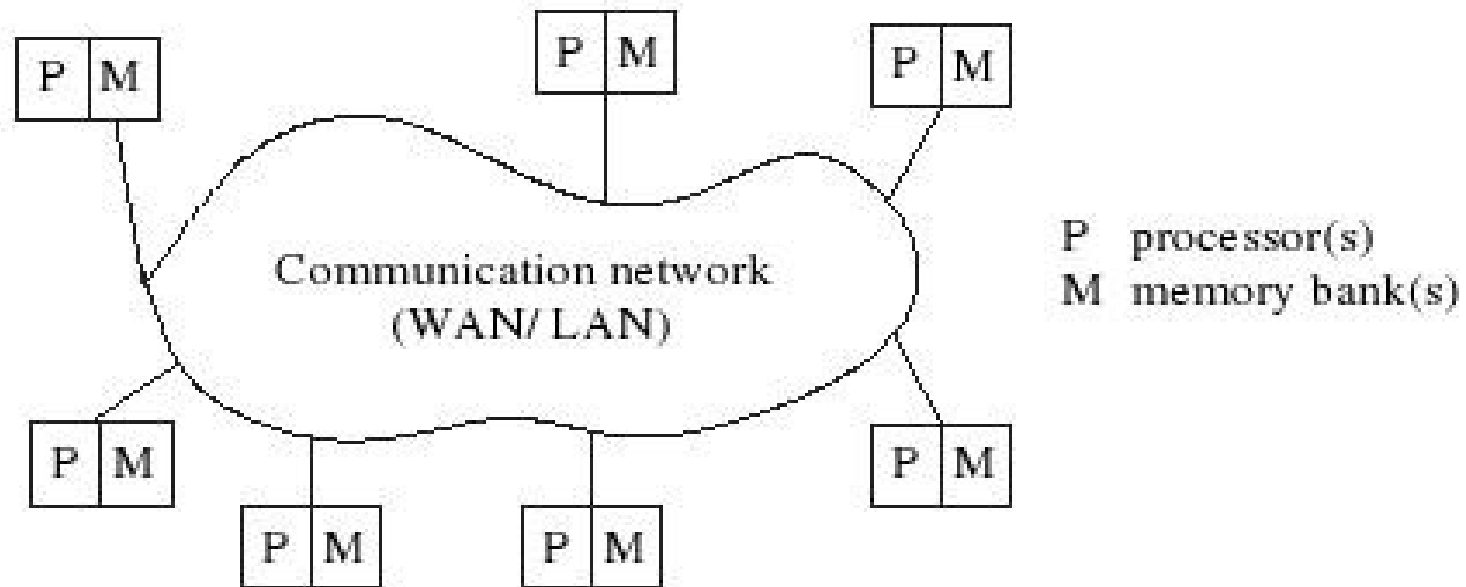 P M
P M
P M
Communication network
(WAN/ LAN)
P processor(s)
M memory bank(s)
P M
P M
P M
P M